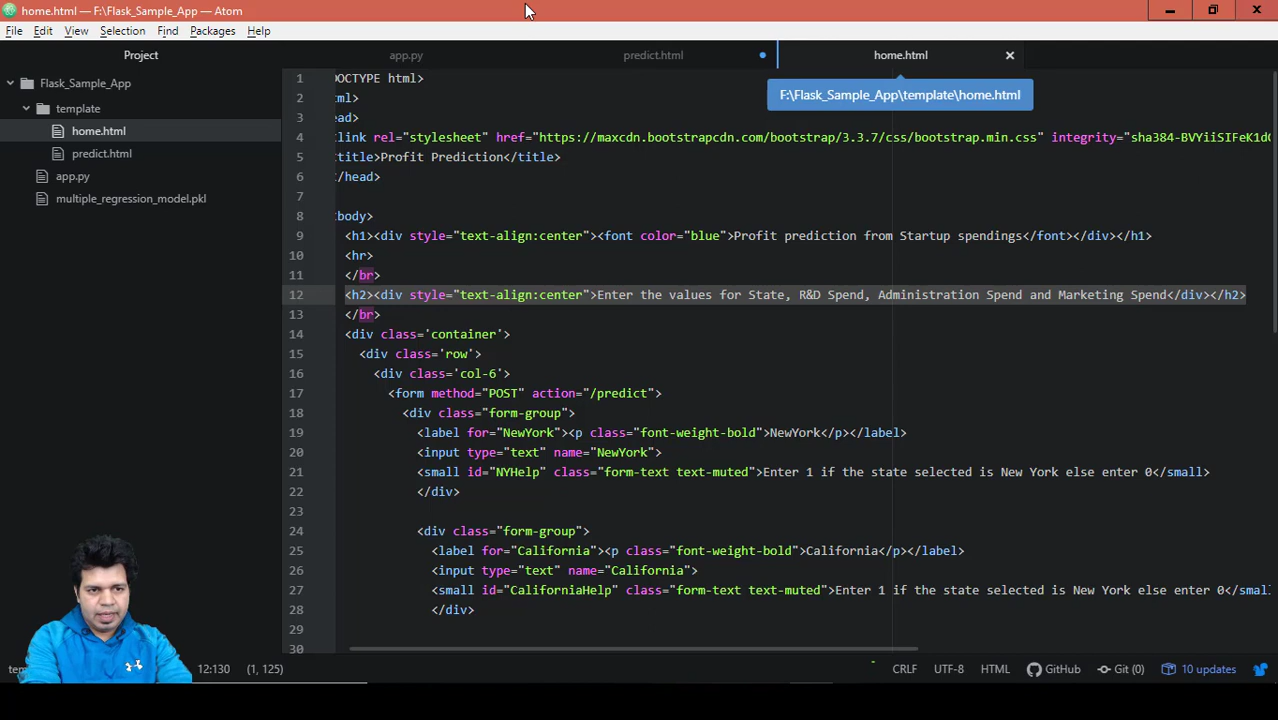 home.html — F:\Flask_Sample_App — Atom
File Edit View Selection Find Packages Help
Project
app.py
predict.html
home.html
F:\Flask_Sample_App\template\home.html
Flask_Sample_App
template
home.html
predict.html
app.py
multiple_regression_model.pkl
1 DOCTYPE html>
2 ml>
3 ead>
4 link rel="stylesheet" href="https://maxcdn.bootstrapcdn.com/bootstrap/3.3.7/css/bootstrap.min.css" integrity="sha384-BVYiiSIFeK1dG
5 title>Profit Prediction</title>
6 </head>
7
8 body>
9 <h1><div style="text-align:center"><font color="blue">Profit prediction from Startup spendings</font></div></h1>
10 <hr>
11 </br>
12 <h2><div style="text-align:center">Enter the values for State, R&D Spend, Administration Spend and Marketing Spend</div></h2>
13 </br>
14 <div class='container'>
15 <div class='row'>
16 <div class='col-6'>
17 <form method="POST" action="/predict">
18 <div class="form-group">
19 <label for="NewYork"><p class="font-weight-bold">NewYork</p></label>
20 <input type="text" name="NewYork">
21 <small id="NYHelp" class="form-text text-muted">Enter 1 if the state selected is New York else enter 0</small>
22 </div>
23
24 <div class="form-group">
25 <label for="California"><p class="font-weight-bold">California</p></label>
26 <input type="text" name="California">
27 <small id="CaliforniaHelp" class="form-text text-muted">Enter 1 if the state selected is New York else enter 0</smal
28 </div>
29
30
tem 12:130 (1, 125) CRLF UTF-8 HTML GitHub Git (0) 10 updates